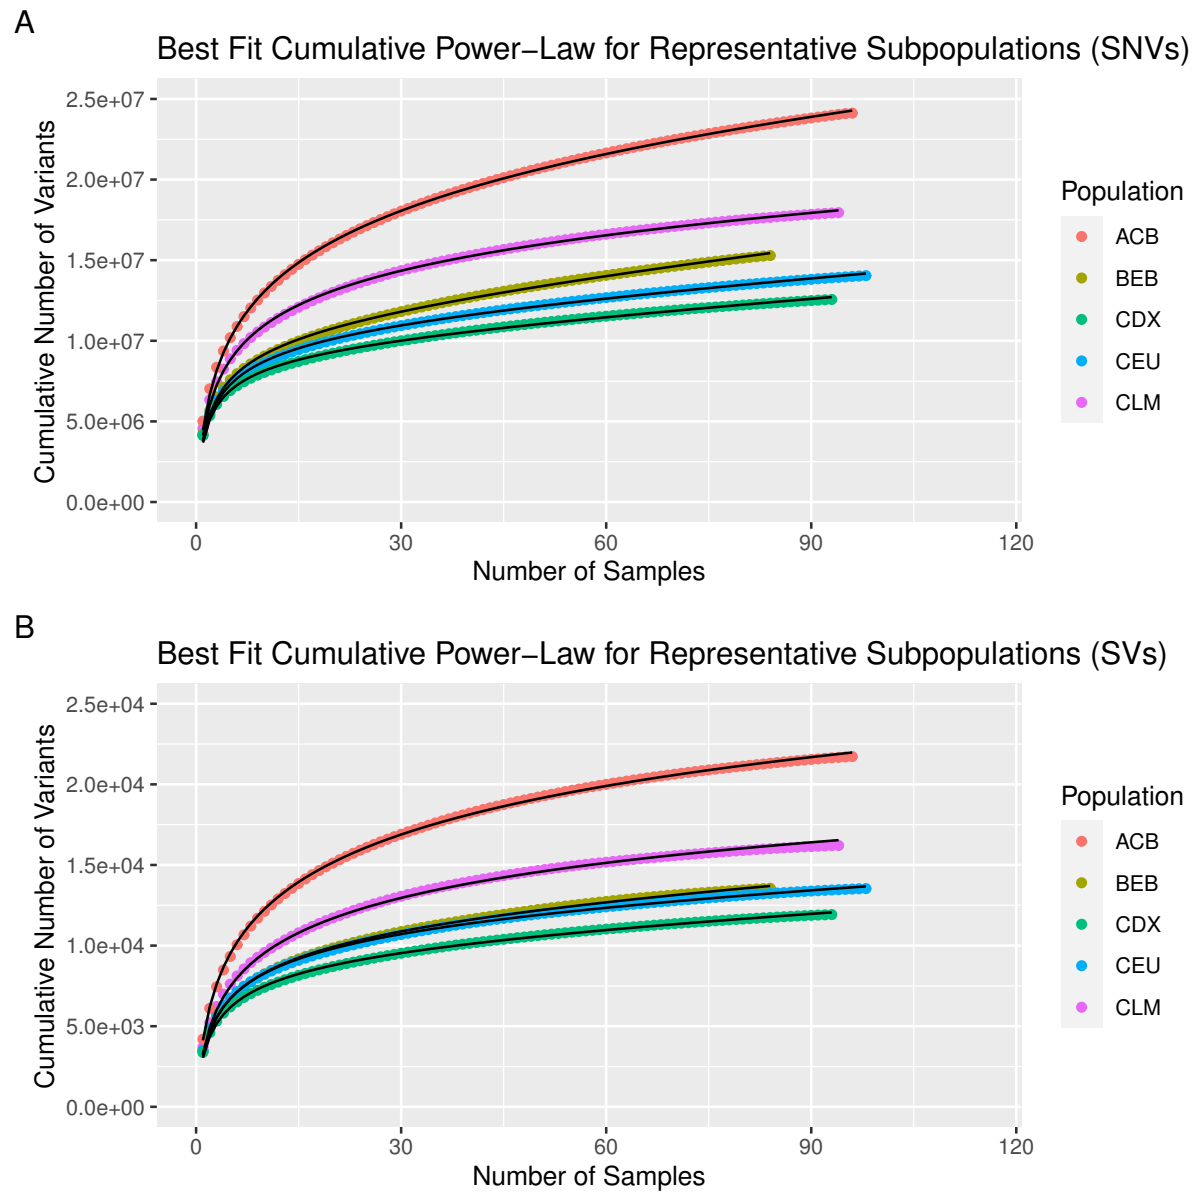 A
Best Fit Cumulative Power−Law for Representative Subpopulations (SNVs)
Cumulative Number of Variants
2.5e+07
2.0e+07
1.5e+07
1.0e+07
5.0e+06
0.0e+00
0
30
60
90
120
Number of Samples
Population
ACB
BEB
CDX
CEU
CLM
B
Best Fit Cumulative Power−Law for Representative Subpopulations (SVs)
Cumulative Number of Variants
2.5e+04
2.0e+04
1.5e+04
1.0e+04
5.0e+03
0.0e+00
0
30
60
90
120
Number of Samples
Population
ACB
BEB
CDX
CEU
CLM